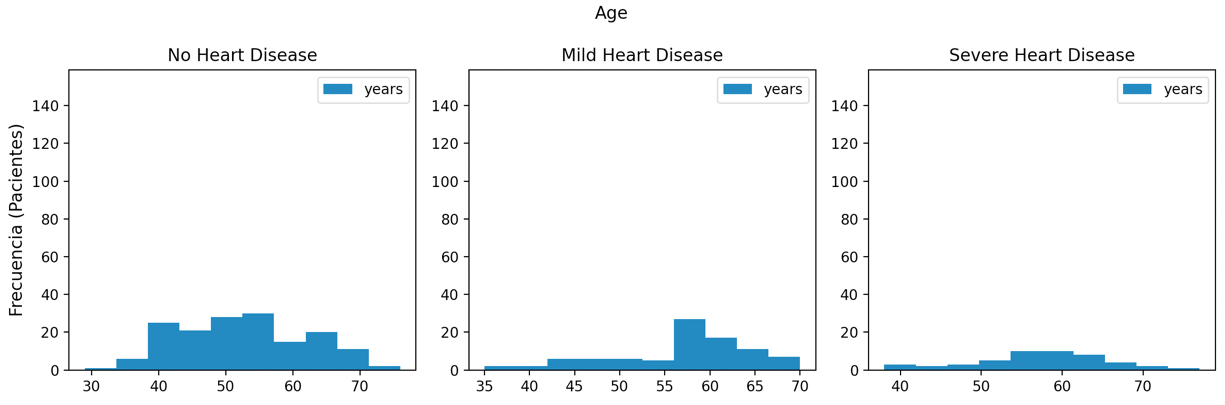 Age
No Heart Disease
Mild Heart Disease
Severe Heart Disease
years
years
years
Frecuencia (Pacientes)
140
120
100
80
60
40
20
0
30 40 50 60 70
140
120
100
80
60
40
20
0
35 40 45 50 55 60 65 70
140
120
100
80
60
40
20
0
40 50 60 70